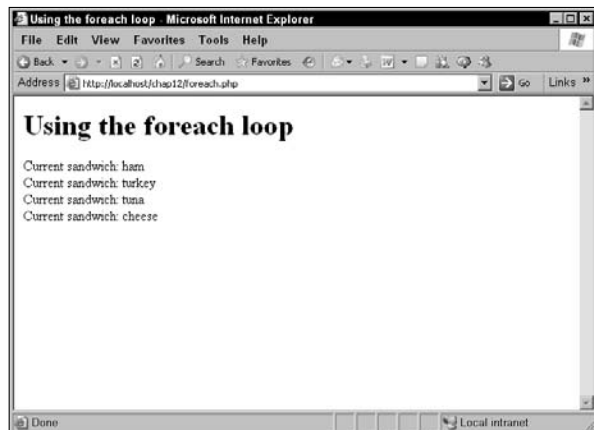 Using the foreach loop - Microsoft Internet Explorer
File Edit View Favorites Tools Help
Back Search Favorites
Address http://localhost/chap12/foreach.php Go Links »
Using the foreach loop
Current sandwich: ham
Current sandwich: turkey
Current sandwich: tuna
Current sandwich: cheese
Done Local intranet